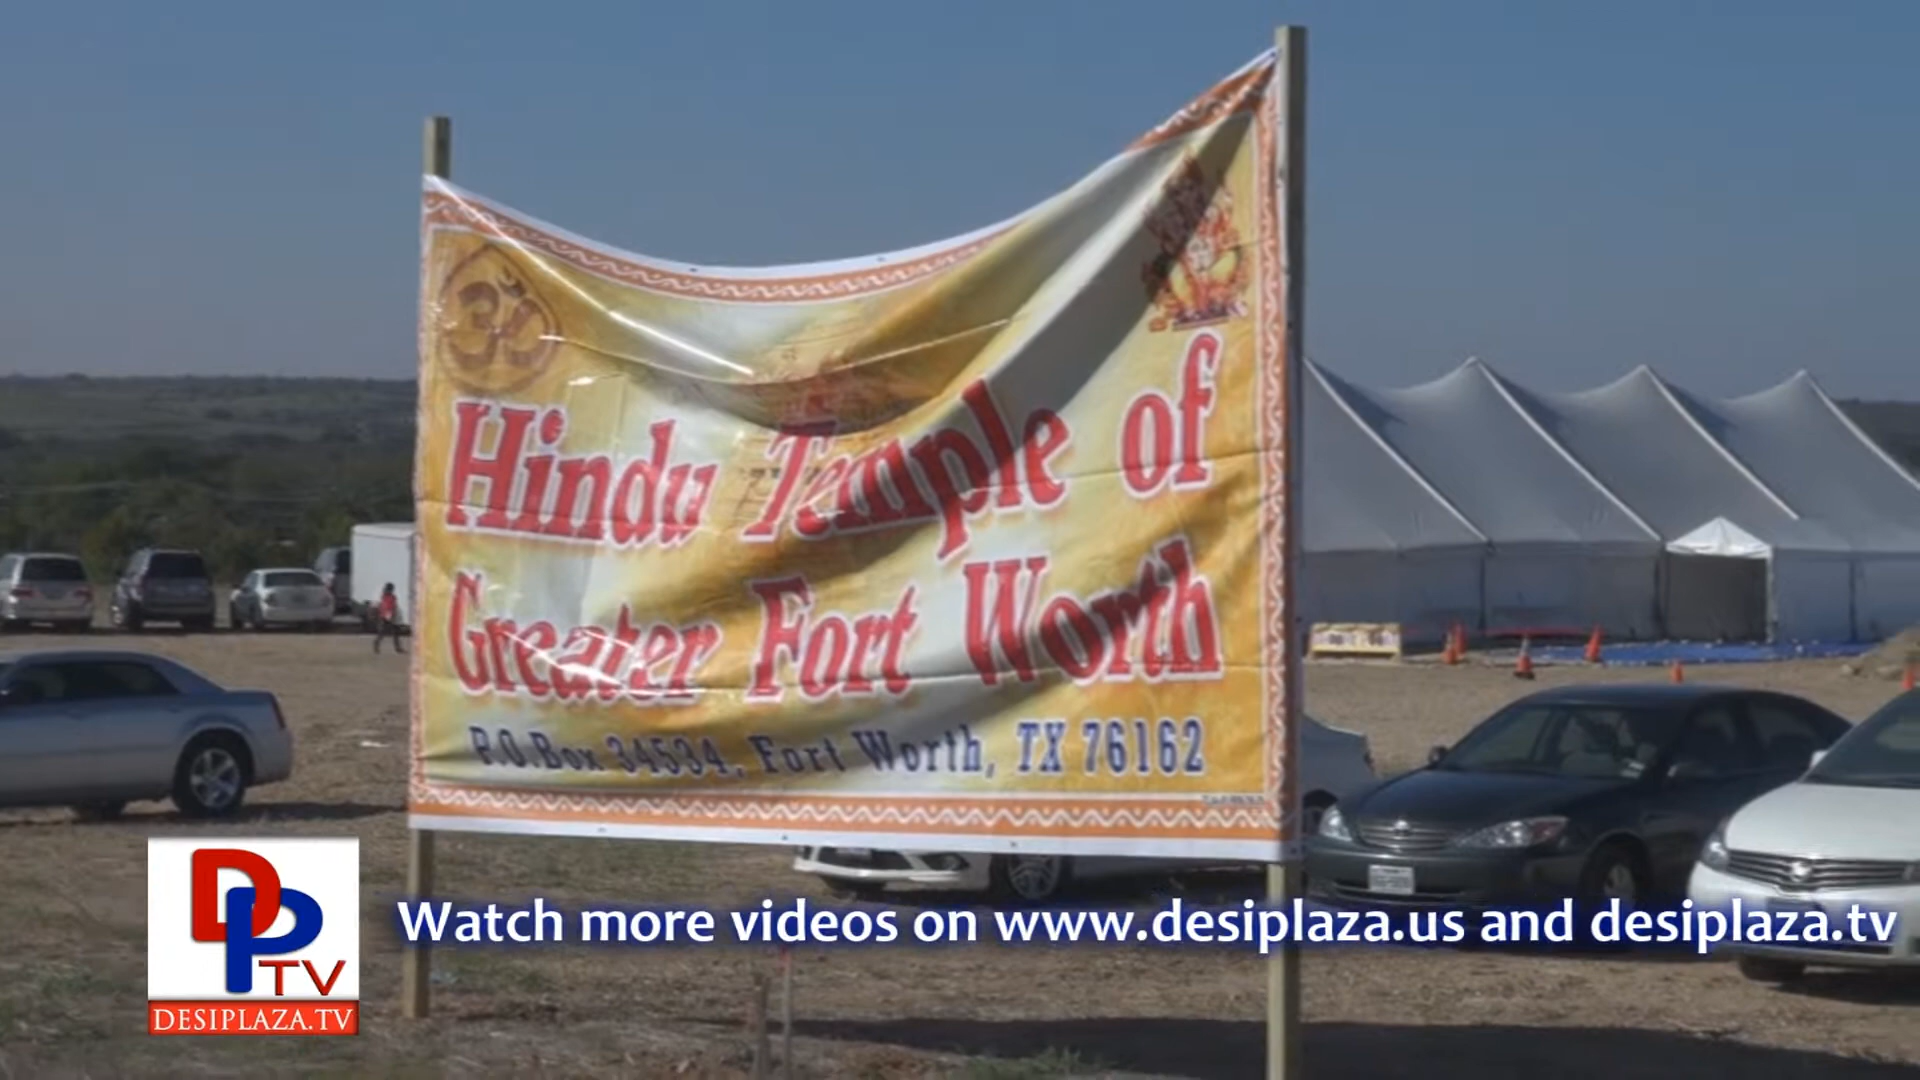 ॐ
Hindu Temple of
Greater Fort Worth
P.O.Box 34534, Fort Worth, TX 76162
DP
TV
DESIPLAZA.TV
Watch more videos on www.desiplaza.us and desiplaza.tv